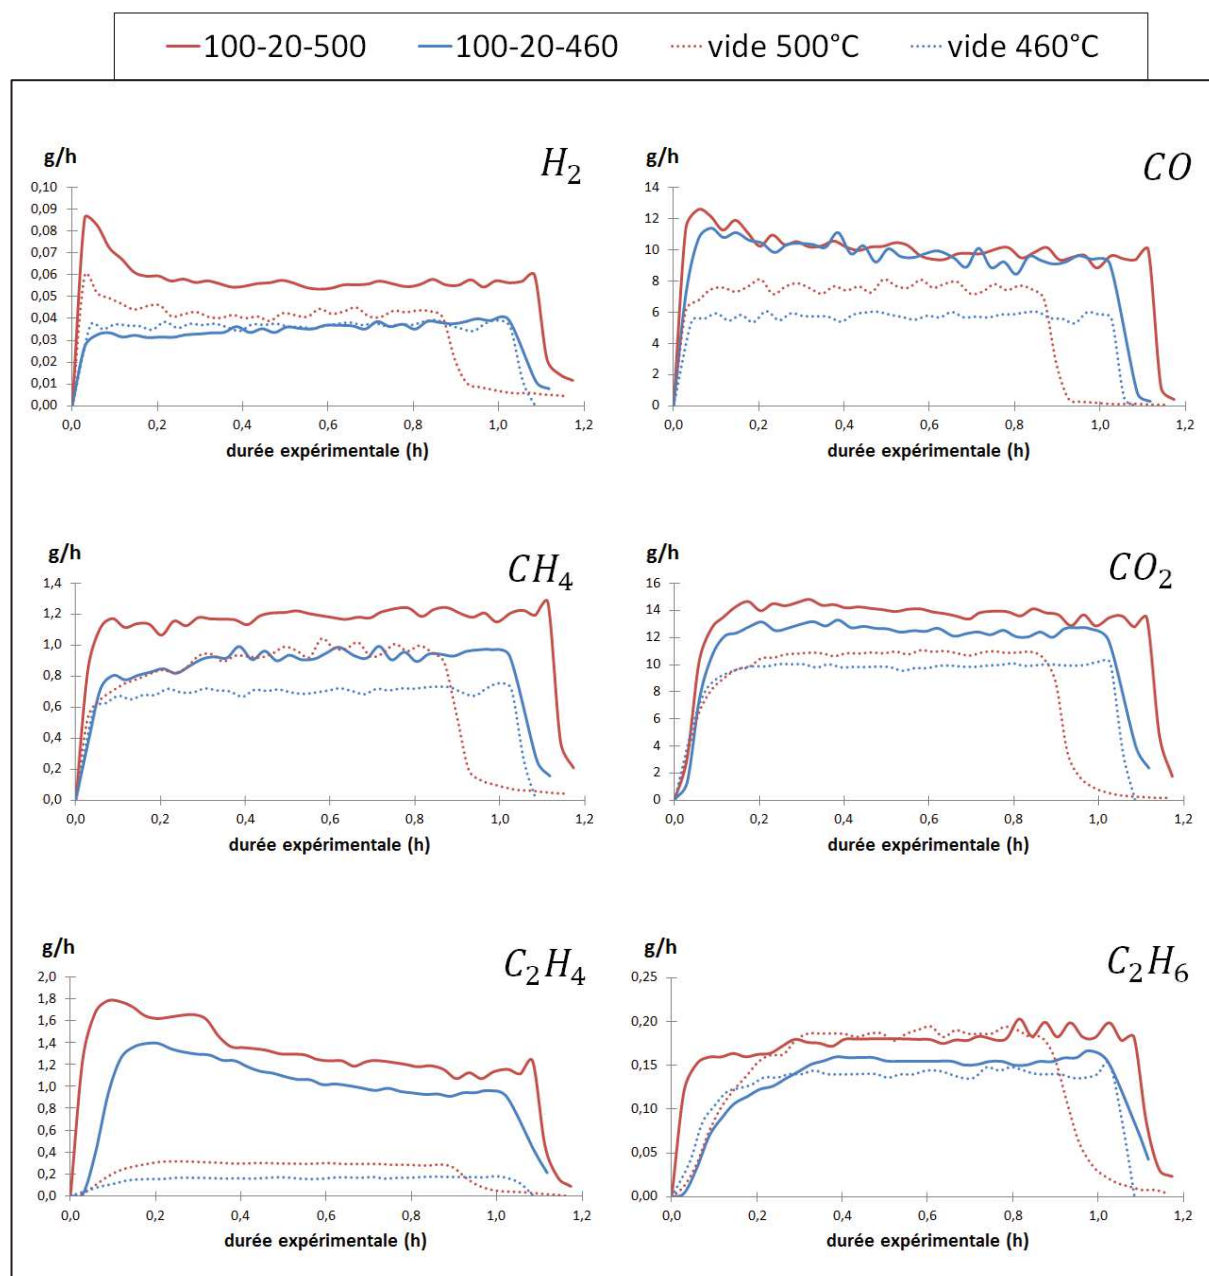 100-20-500 100-20-460 vide 500°C vide 460°C
g/h H₂
0,10
0,09
0,08
0,07
0,06
0,05
0,04
0,03
0,02
0,01
0,00
0,0 0,2 0,4 0,6 0,8 1,0 1,2
durée expérimentale (h)
g/h CO
14
12
10
8
6
4
2
0
0,0 0,2 0,4 0,6 0,8 1,0 1,2
durée expérimentale (h)
g/h CH₄
1,4
1,2
1,0
0,8
0,6
0,4
0,2
0,0
0,0 0,2 0,4 0,6 0,8 1,0 1,2
durée expérimentale (h)
g/h CO₂
16
14
12
10
8
6
4
2
0
0,0 0,2 0,4 0,6 0,8 1,0 1,2
durée expérimentale (h)
g/h C₂H₄
2,0
1,8
1,6
1,4
1,2
1,0
0,8
0,6
0,4
0,2
0,0
0,0 0,2 0,4 0,6 0,8 1,0 1,2
durée expérimentale (h)
g/h C₂H₆
0,25
0,20
0,15
0,10
0,05
0,00
0,0 0,2 0,4 0,6 0,8 1,0 1,2
durée expérimentale (h)